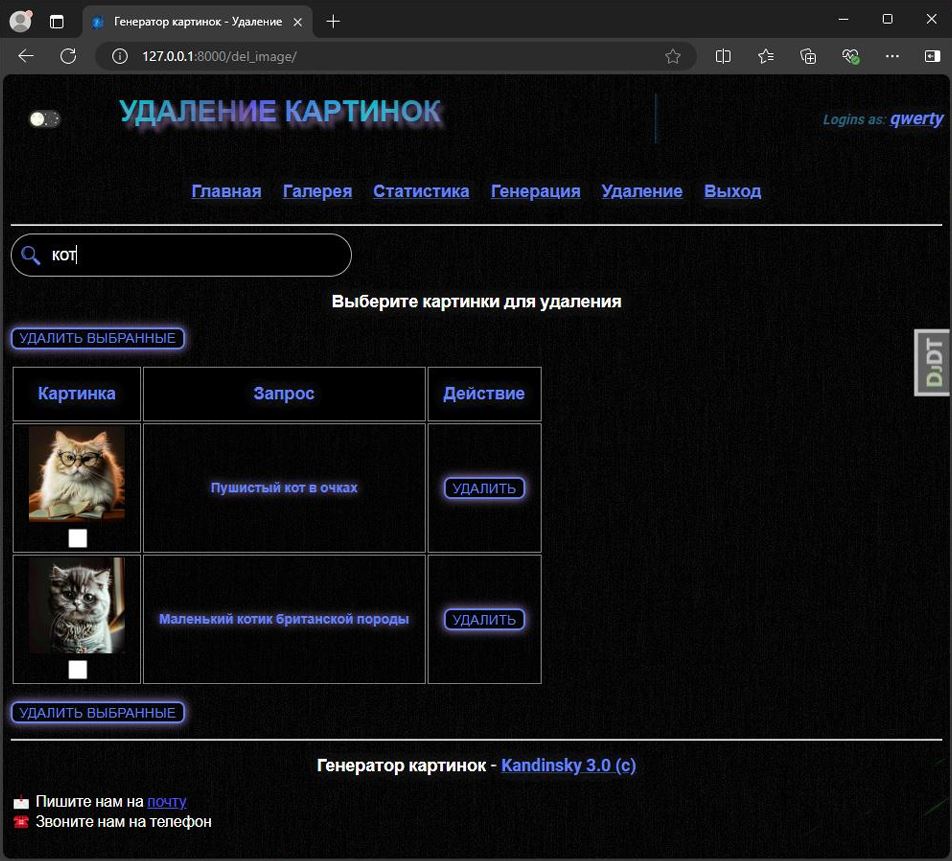 Генератор картинок - Удаление
127.0.0.1:8000/del_image/
УДАЛЕНИЕ КАРТИНОК
Logins as: qwerty
Главная Галерея Статистика Генерация Удаление Выход
кот
Выберите картинки для удаления
УДАЛИТЬ ВЫБРАННЫЕ
DJDT
Картинка Запрос Действие
Пушистый кот в очках УДАЛИТЬ
Маленький котик британской породы УДАЛИТЬ
УДАЛИТЬ ВЫБРАННЫЕ
Генератор картинок - Kandinsky 3.0 (c)
Пишите нам на почту
Звоните нам на телефон